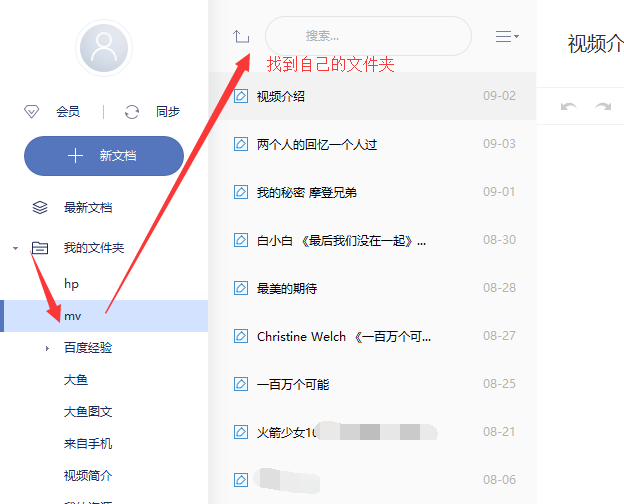 会员
同步
新文档
最新文档
我的文件夹
hp
mv
百度经验
大鱼
大鱼图文
来自手机
视频简介
搜索...
找到自己的文件夹
视频介绍 09-02
两个人的回忆一个人过 09-03
我的秘密 摩登兄弟 09-01
白小白 《最后我们没在一起》... 08-30
最美的期待 08-28
Christine Welch 《一百万个可... 08-27
一百万个可能 08-25
火箭少女10 08-21
08-06
视频介